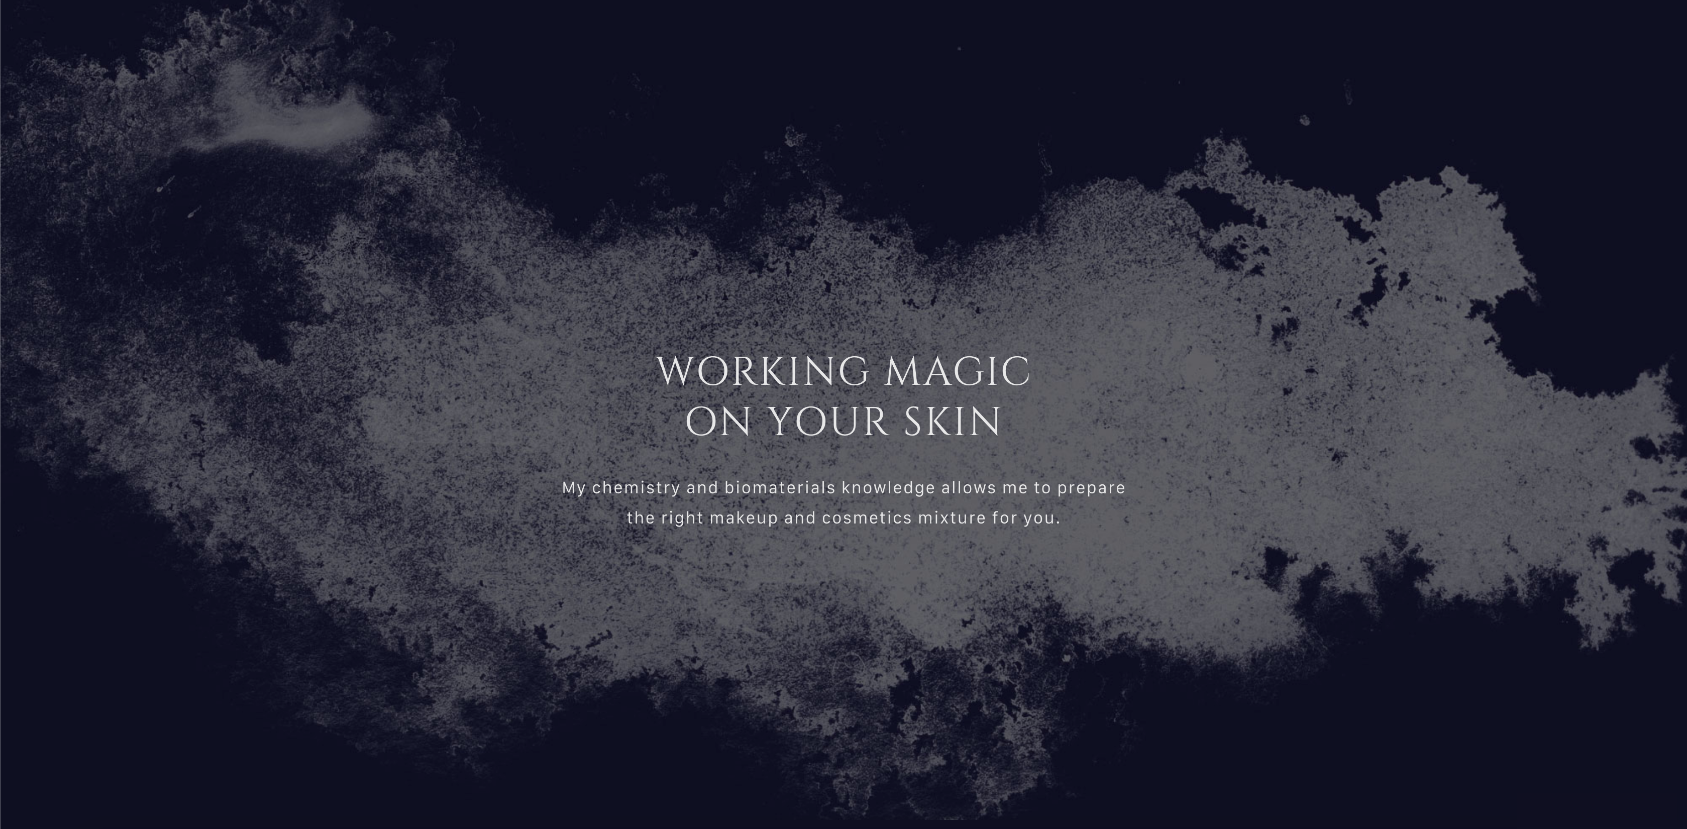 WORKING MAGIC
ON YOUR SKIN
My chemistry and biomaterials knowledge allows me to prepare
the right makeup and cosmetics mixture for you.